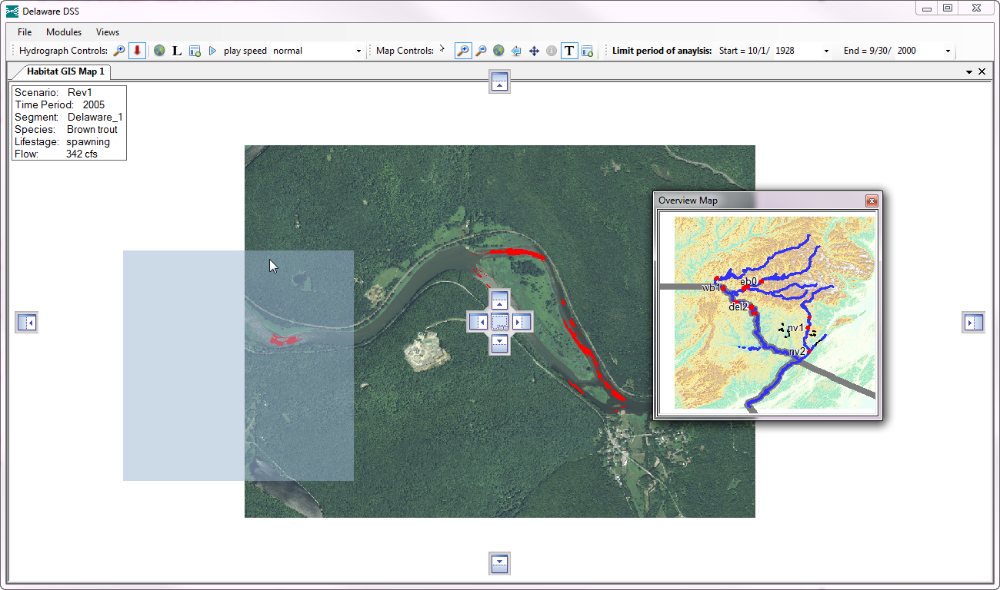 Delaware DSS
File Modules Views
Hydrograph Controls: L play speed normal Map Controls: T Limit period of anaylsis: Start = 10/1/ 1928 End = 9/30/ 2000
Habitat GIS Map 1
Scenario: Rev1
Time Period: 2005
Segment: Delaware_1
Species: Brown trout
Lifestage: spawning
Flow: 342 cfs
Overview Map
wb1 eb0
del2
nv1
nv2